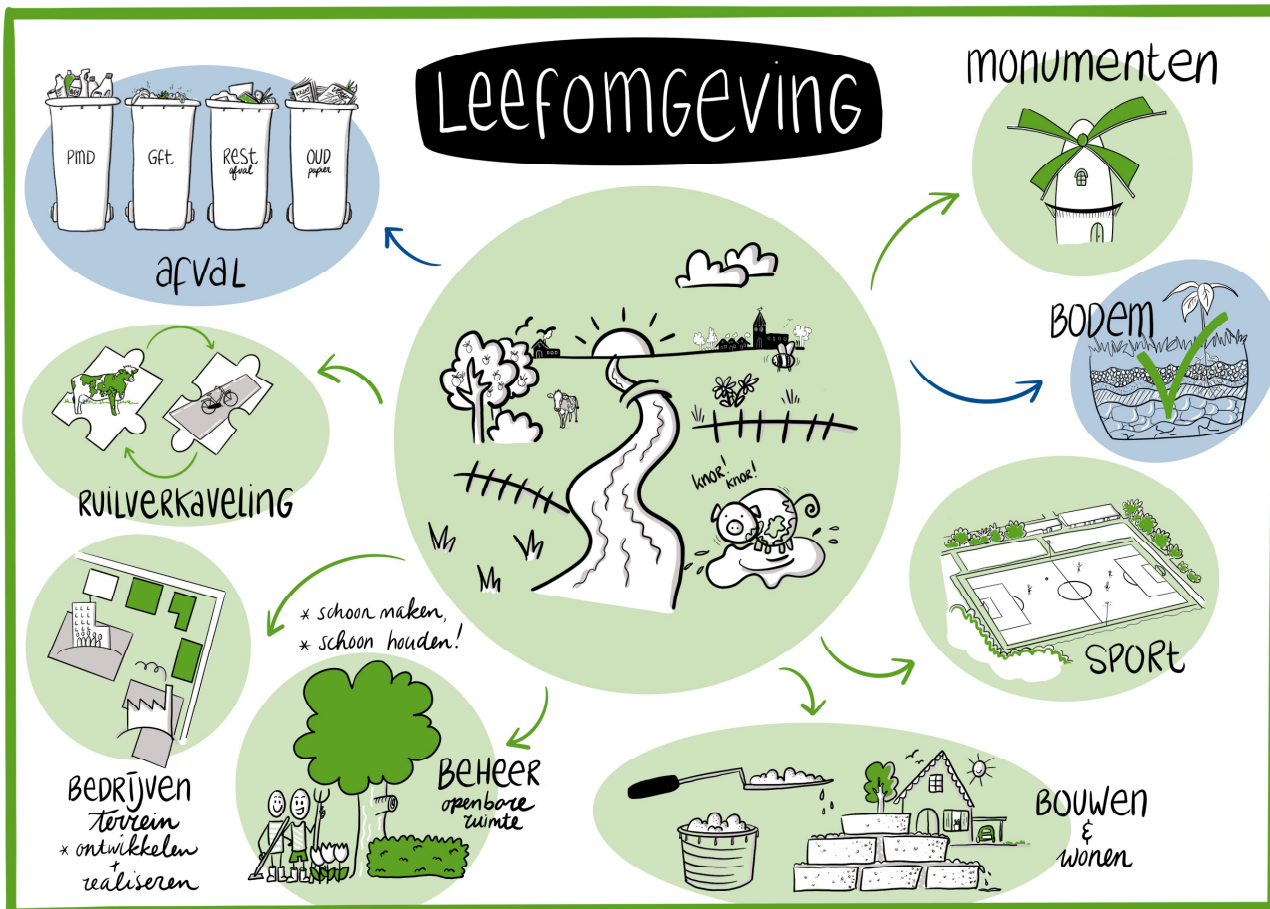 LEEFOMGEVING
PMD
Gft.
REST
afval
OUD
papier
afval
monumenten
BODEM
RUILVERKAVELING
KNOR!
KNOR!
SPORT
* schoon maken,
* schoon houden!
BEDRIJVEN
terrein
* ontwikkelen
+
realiseren
BEHEER
openbare
ruimte
BOUWEN
&
wonen